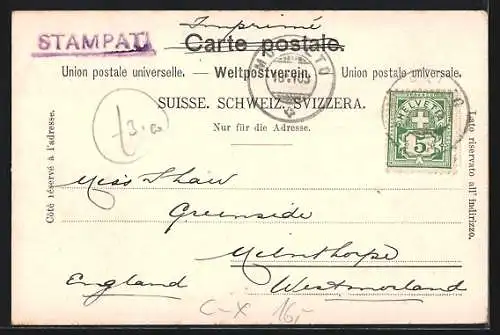 Imprimé
STAMPATI
Carte postale.
Union postale universelle. — Weltpostverein. — Union postale universale.
SUISSE. SCHWEIZ. SVIZZERA.
Nur für die Adresse.
HELVETIA
5
Côté réservé à l'adresse.
Lato riservato all' indirizzo.
Miss Shaw
Greenside
Milnthorpe
England
Westmorland
C-X